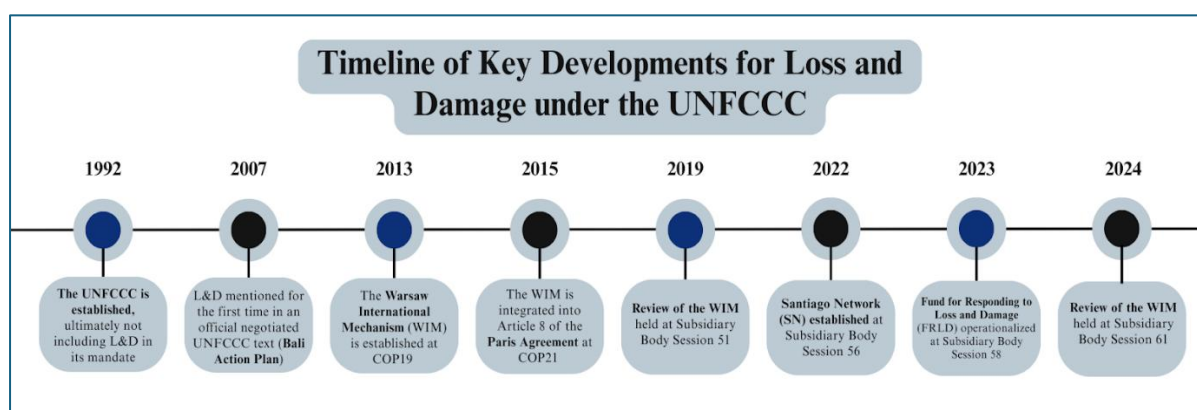 Timeline of Key Developments for Loss and
Damage under the UNFCCC
1992
2007
2013
2015
2019
2022
2023
2024
The UNFCCC is
established,
ultimately not
including L&D in
its mandate
L&D mentioned for
the first time in an
official negotiated
UNFCCC text (Bali
Action Plan)
The Warsaw
International
Mechanism (WIM)
is established at
COP19
The WIM is
integrated into
Article 8 of the
Paris Agreement at
COP21
Review of the WIM
held at Subsidiary
Body Session 51
Santiago Network
(SN) established at
Subsidiary Body
Session 56
Fund for Responding to
Loss and Damage
(FRLD) operationalized
at Subsidiary Body
Session 58
Review of the WIM
held at Subsidiary
Body Session 61